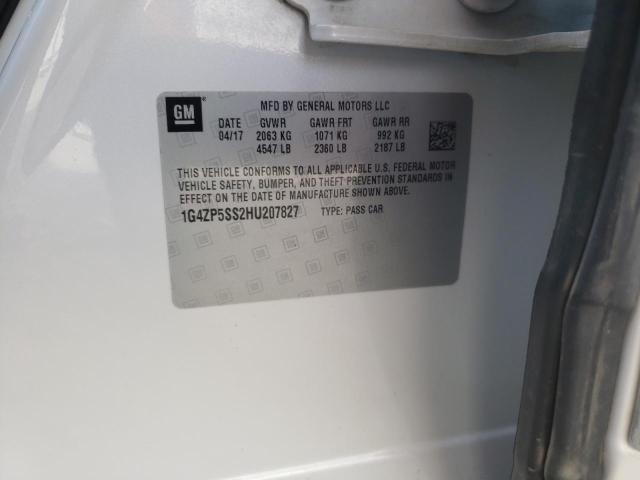 GM
MFD BY GENERAL MOTORS LLC
DATE GVWR GAWR FRT GAWR RR
04/17 2063 KG 1071 KG 992 KG
4547 LB 2360 LB 2187 LB
THIS VEHICLE CONFORMS TO ALL APPLICABLE U.S. FEDERAL MOTOR
VEHICLE SAFETY, BUMPER, AND THEFT PREVENTION STANDARDS IN
EFFECT ON THE DATE OF MANUFACTURE SHOWN ABOVE.
1G4ZP5SS2HU207827 TYPE: PASS CAR